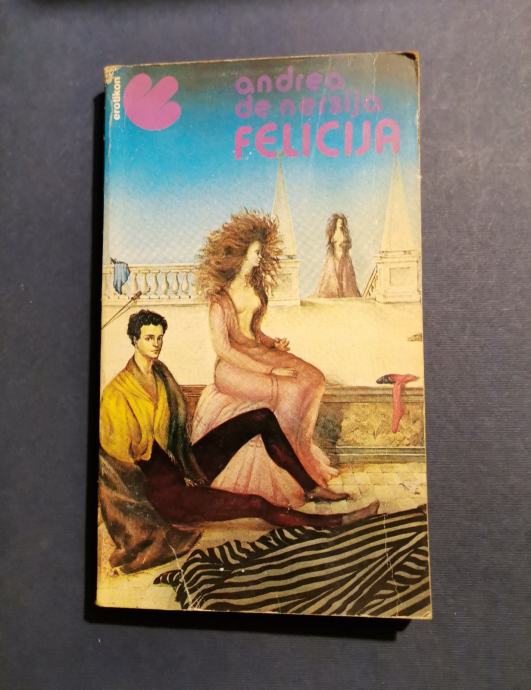 erotikon
andrea
de nersija
FELICIJA